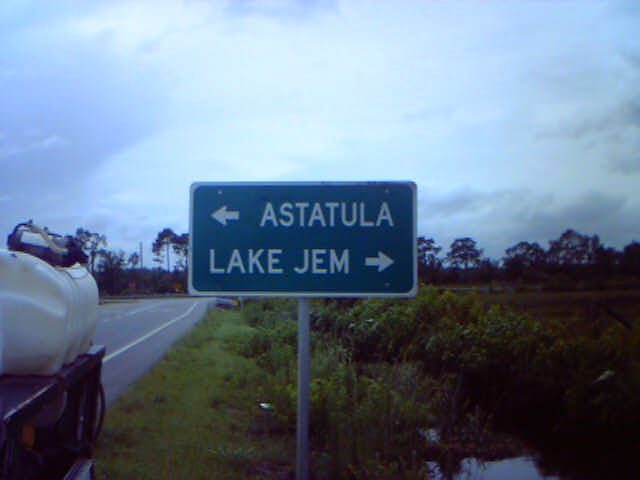 ← ASTATULA
LAKE JEM →